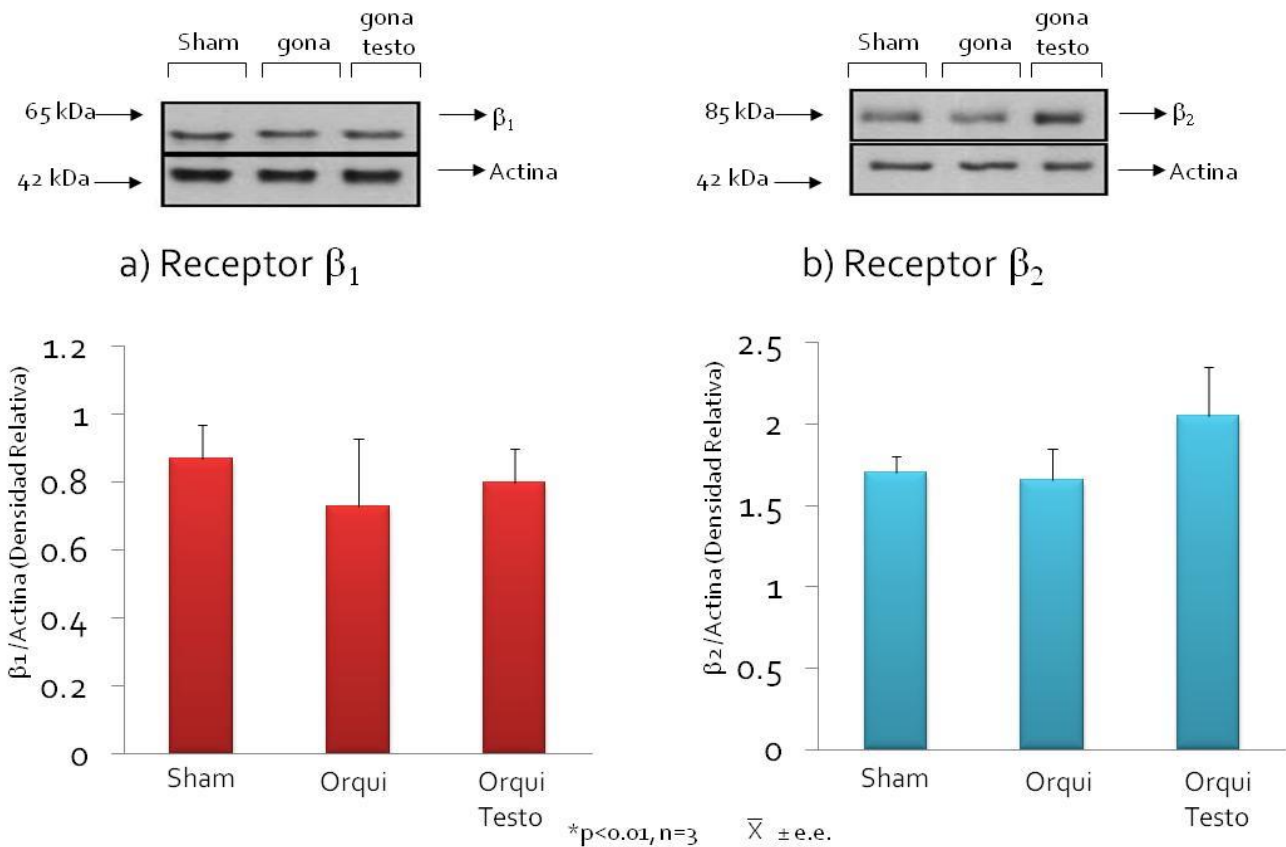 Sham gona gona testo
65 kDa β1
42 kDa Actina
a) Receptor β1
Sham gona gona testo
85 kDa β2
42 kDa Actina
b) Receptor β2
β1/Actina (Densidad Relativa)
1.2
1
0.8
0.6
0.4
0.2
0
Sham Orqui Orqui Testo
β2/Actina (Densidad Relativa)
2.5
2
1.5
1
0.5
0
Sham Orqui Orqui Testo
*p<0.01, n=3 X̅ ± e.e.